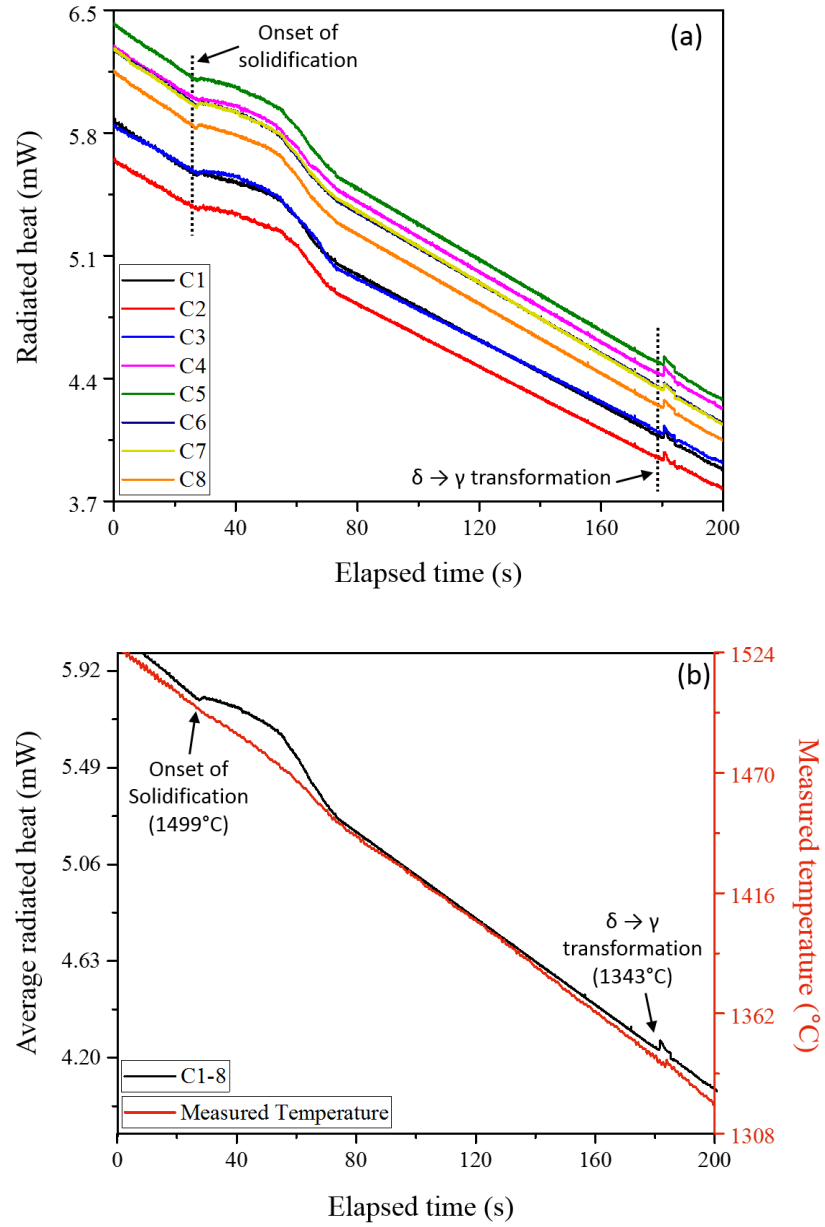 (a)
Onset of
solidification
6.5
5.8
5.1
4.4
3.7
Radiated heat (mW)
C1
C2
C3
C4
C5
C6
C7
C8
δ → γ transformation
0
40
80
120
160
200
Elapsed time (s)
(b)
5.92
5.49
5.06
4.63
4.20
Average radiated heat (mW)
Onset of
Solidification
(1499°C)
δ → γ
transformation
(1343°C)
C1-8
Measured Temperature
1524
1470
1416
1362
1308
Measured temperature (°C)
0
40
80
120
160
200
Elapsed time (s)